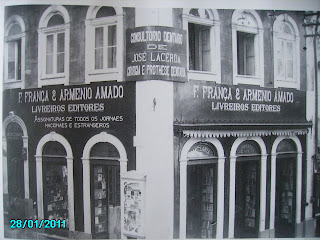 CONSULTORIO DENTARIO
DE
JOSÉ LACERDA
CIRURGIA E PROTHESE DENTARIA
F. FRANÇA & ARMENIO AMADO
LIVREIROS EDITORES
ASSIGNATURAS DE TODOS OS JORNAES
NACIONAES E ESTRANGEIROS
F. FRANÇA & ARMENIO AMADO
LIVREIROS EDITORES
28/01/2011